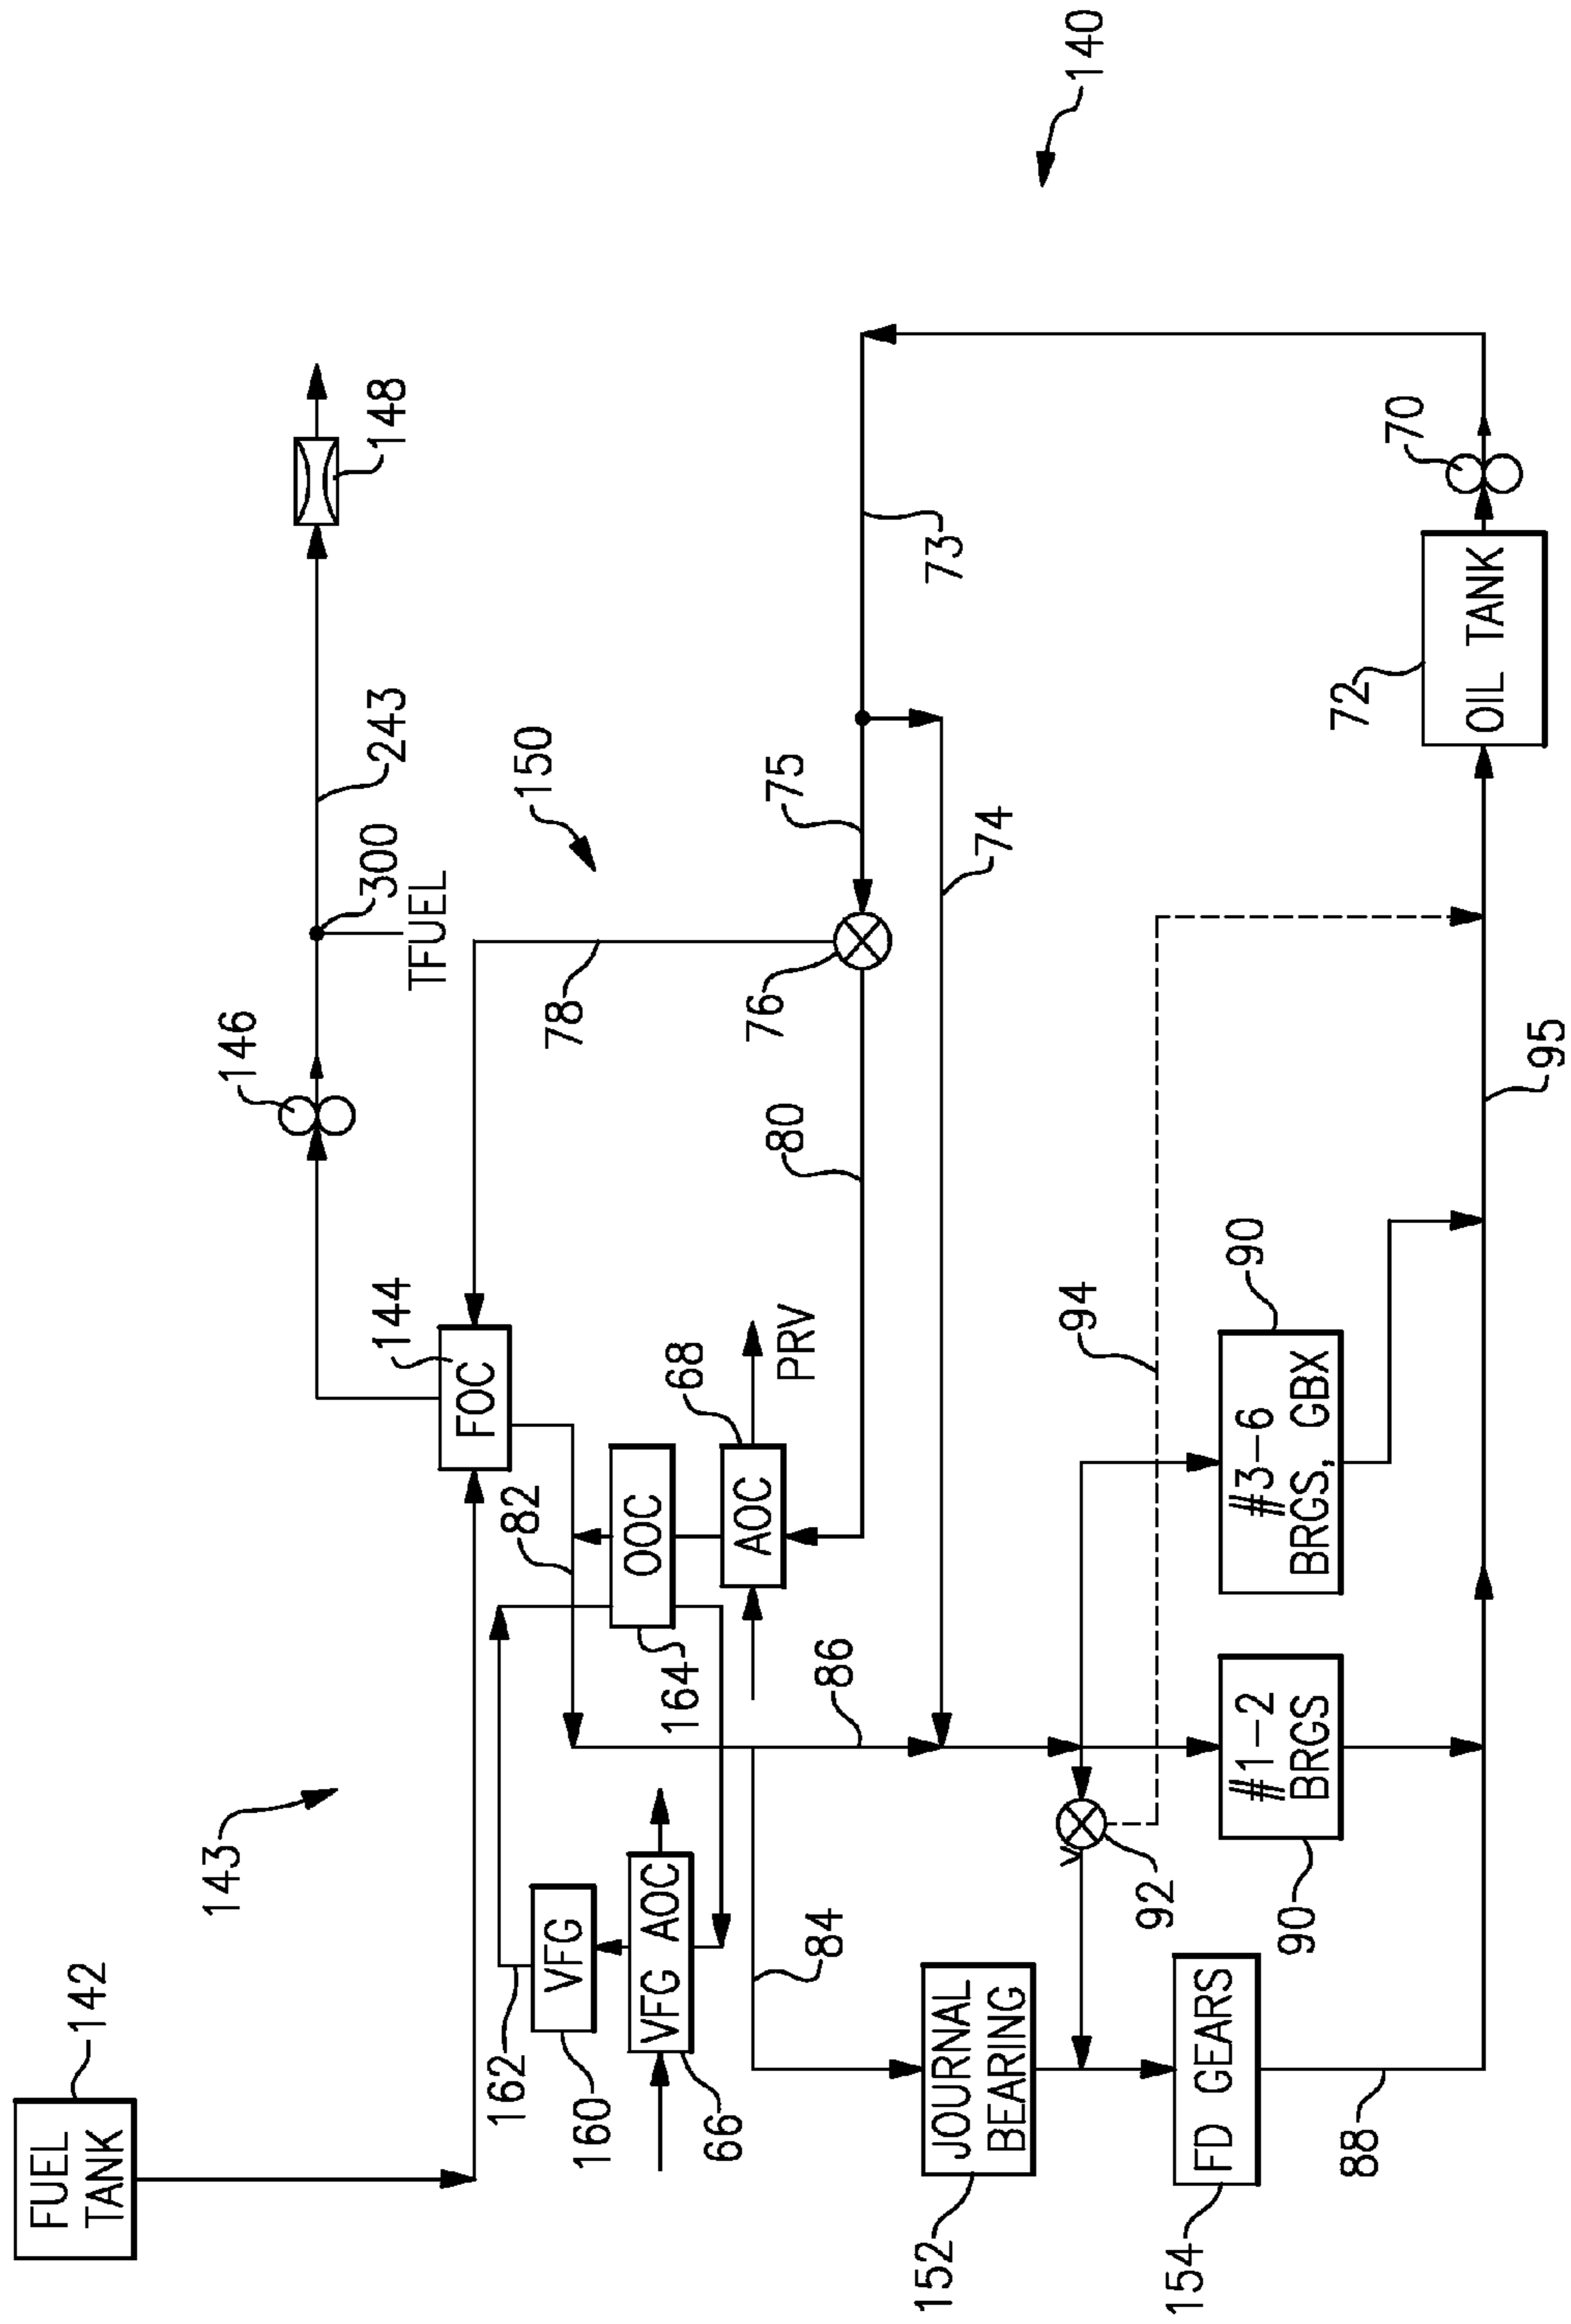 FUEL
TANK
142
143
144
FOC
146
300
TFUEL
243
148
140
150
162
160
VFG
66
VFG AOC
82
OOC
164
AOC
68
PRV
78
76
80
75
73
74
84
86
152
JOURNAL
BEARING
154
FD GEARS
88
92
90
#1-2
BRGS
94
90
#3-6
BRGS, GBX
95
72
OIL TANK
70